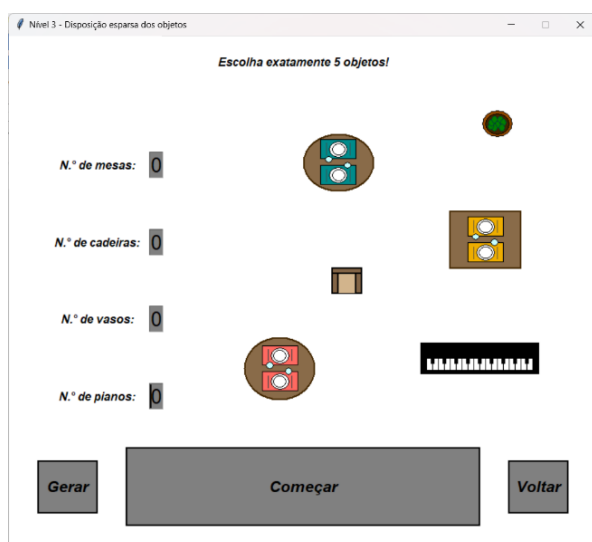 Nível 3 - Disposição esparsa dos objetos
Escolha exatamente 5 objetos!
N.º de mesas: 0
N.º de cadeiras: 0
N.º de vasos: 0
N.º de pianos: 0
Gerar
Começar
Voltar